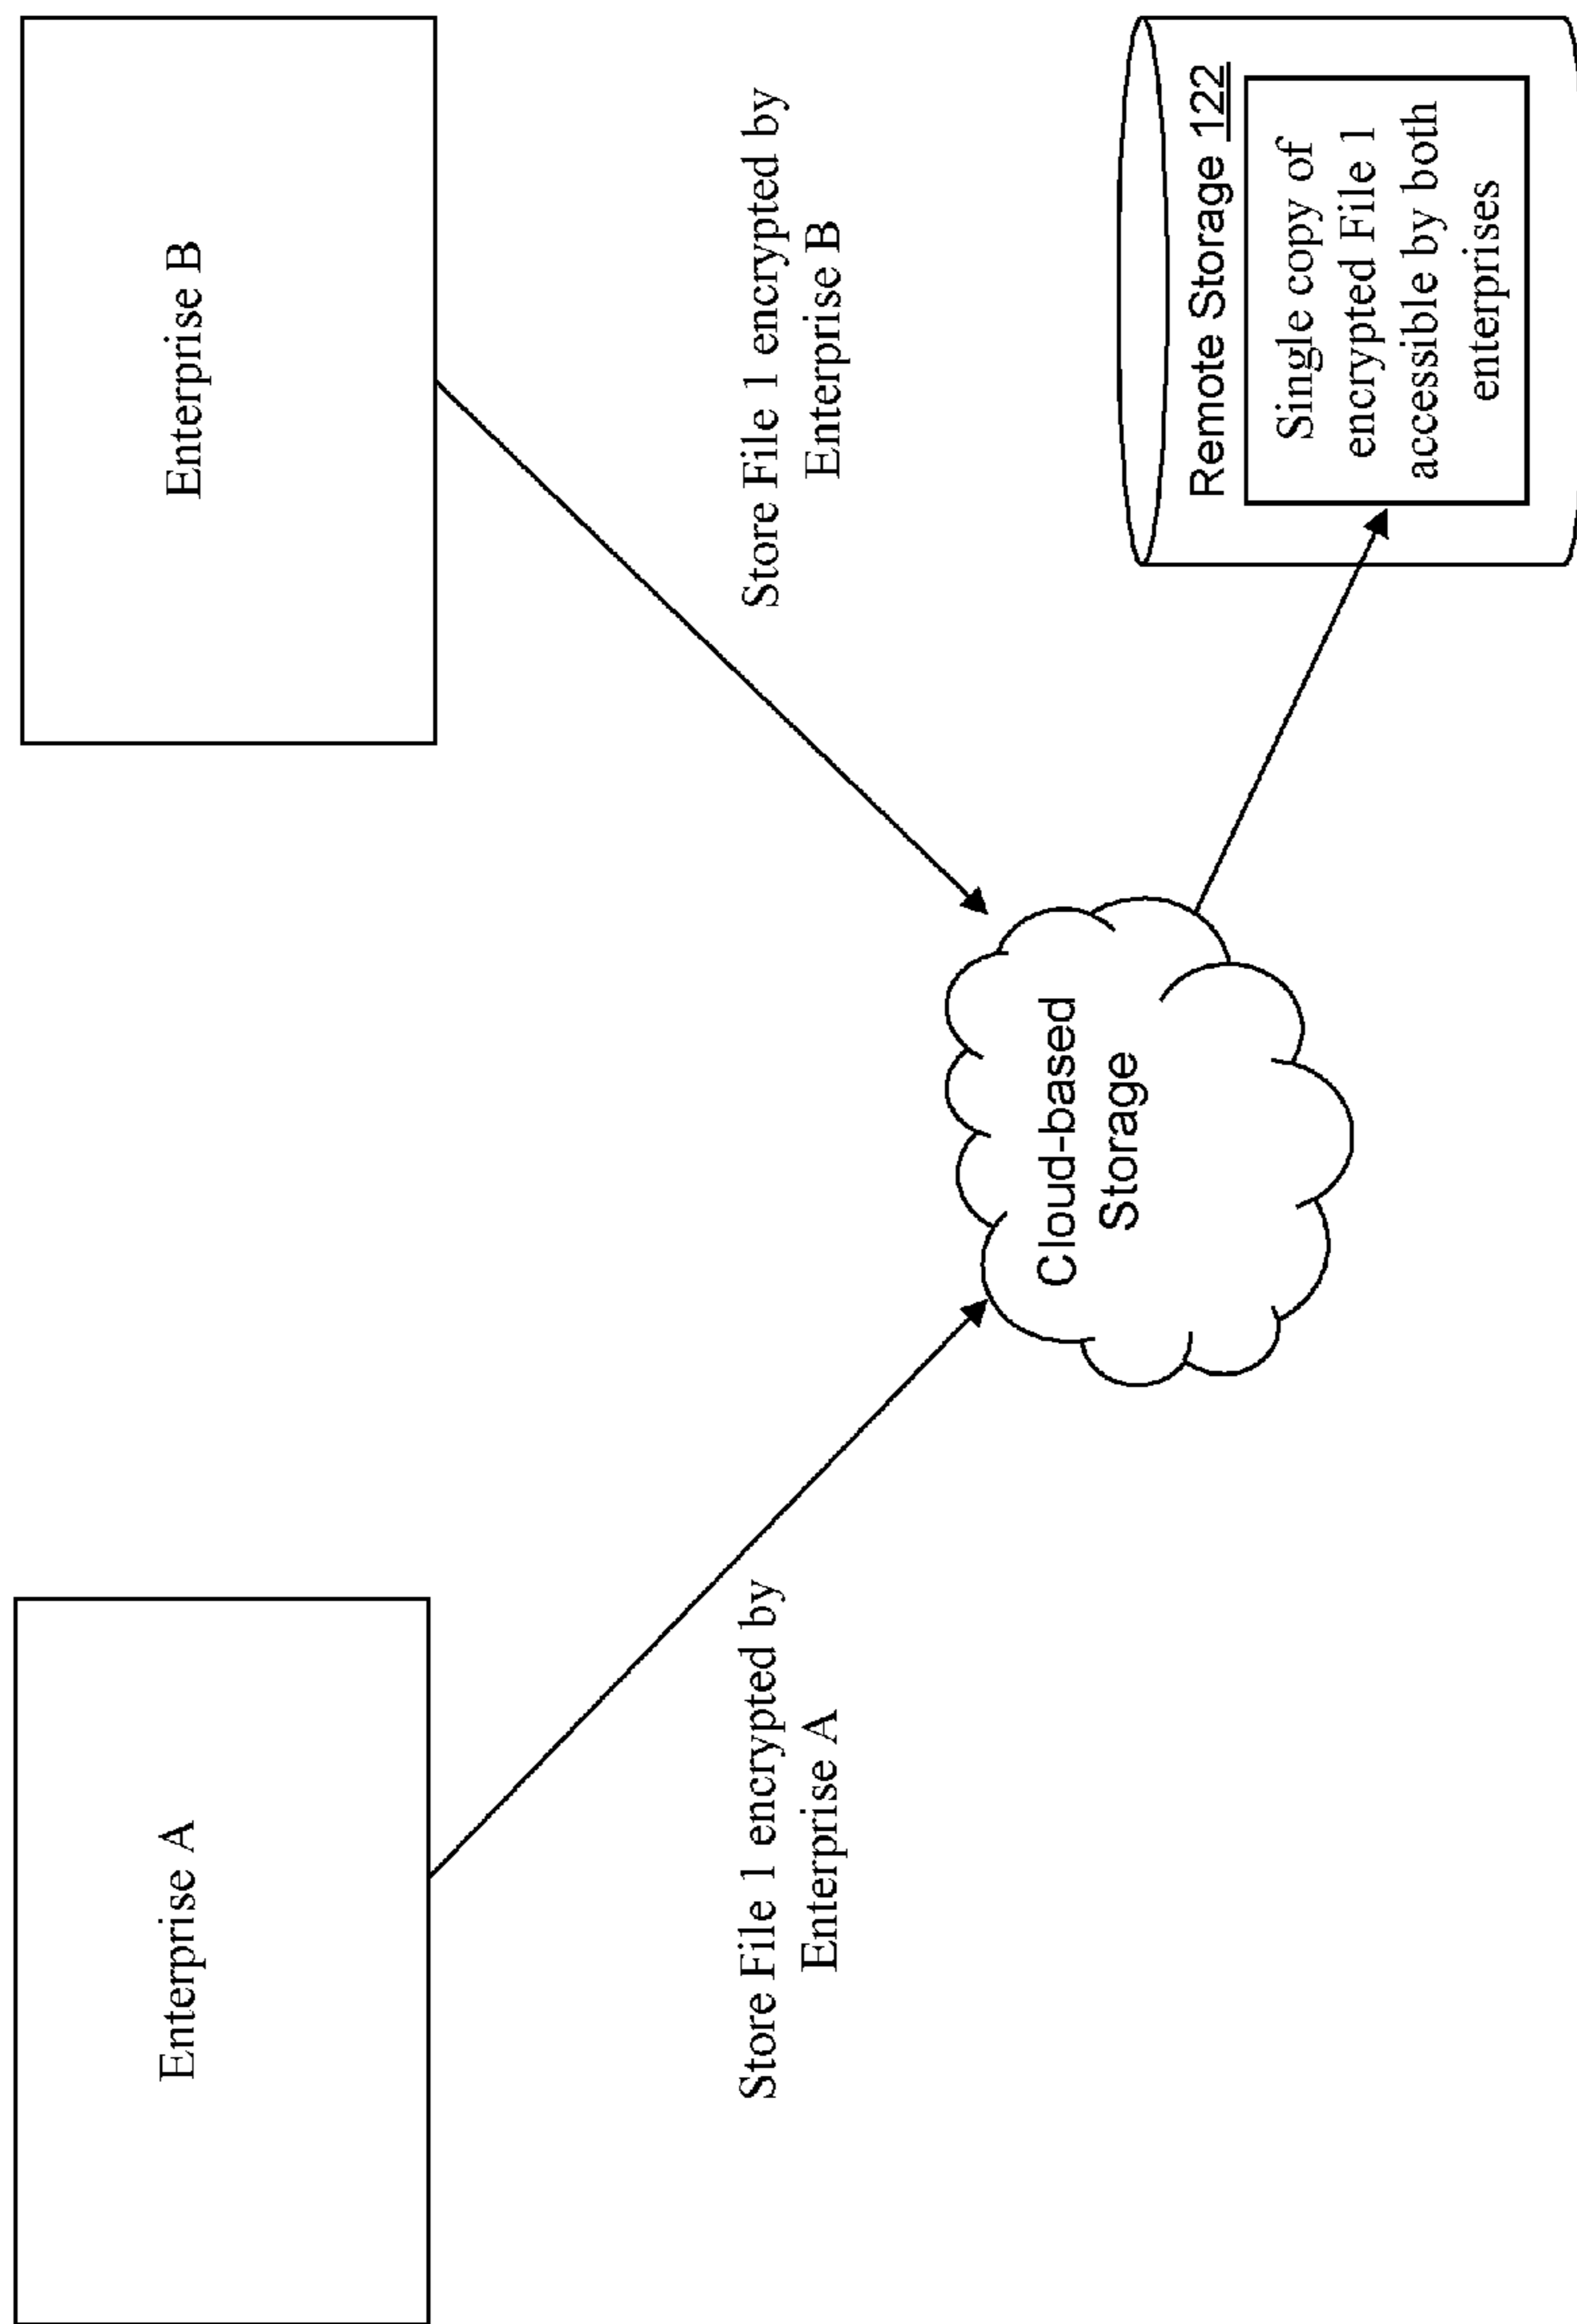 Enterprise A
Enterprise B
Store File 1 encrypted by
Enterprise A
Store File 1 encrypted by
Enterprise B
Cloud-based
Storage
Remote Storage 122
Single copy of
encrypted File 1
accessible by both
enterprises